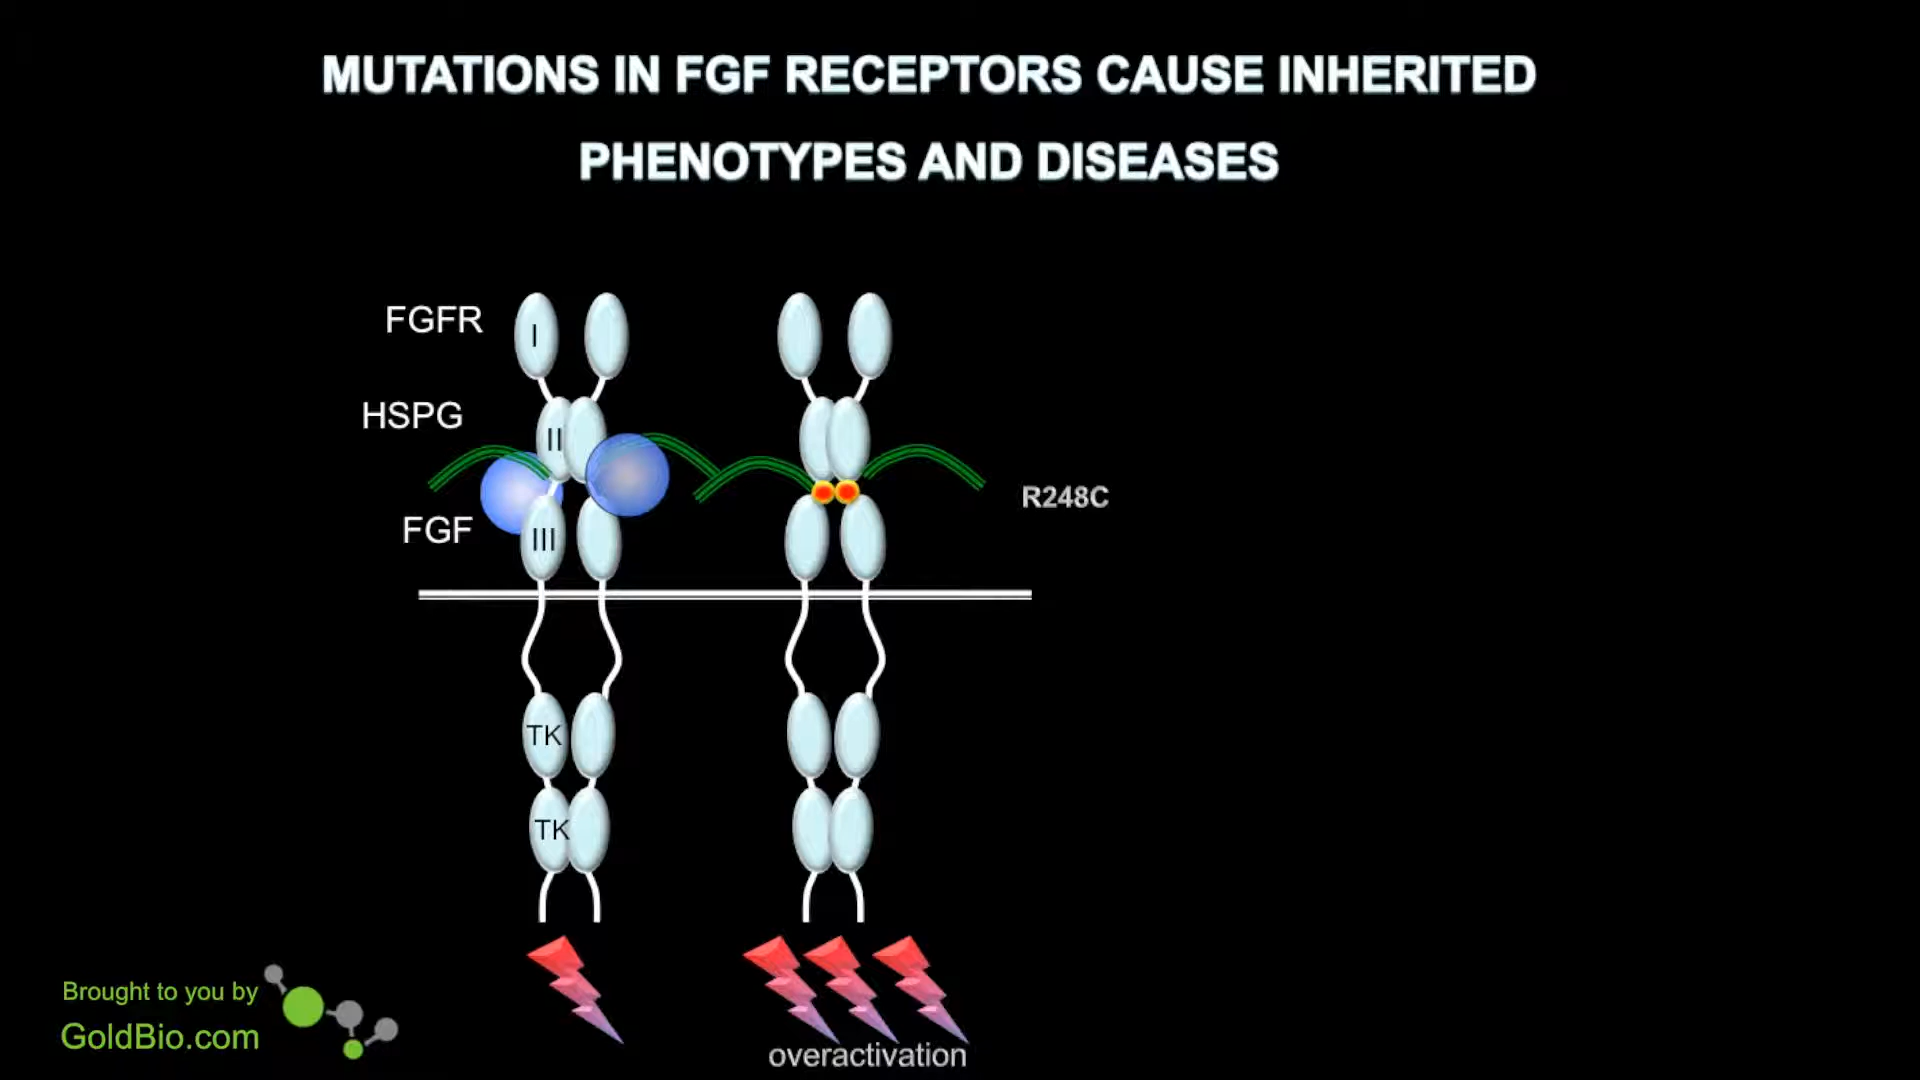 MUTATIONS IN FGF RECEPTORS CAUSE INHERITED
PHENOTYPES AND DISEASES
FGFR
I
HSPG
II
R248C
FGF
III
TK
TK
Brought to you by
GoldBio.com
overactivation